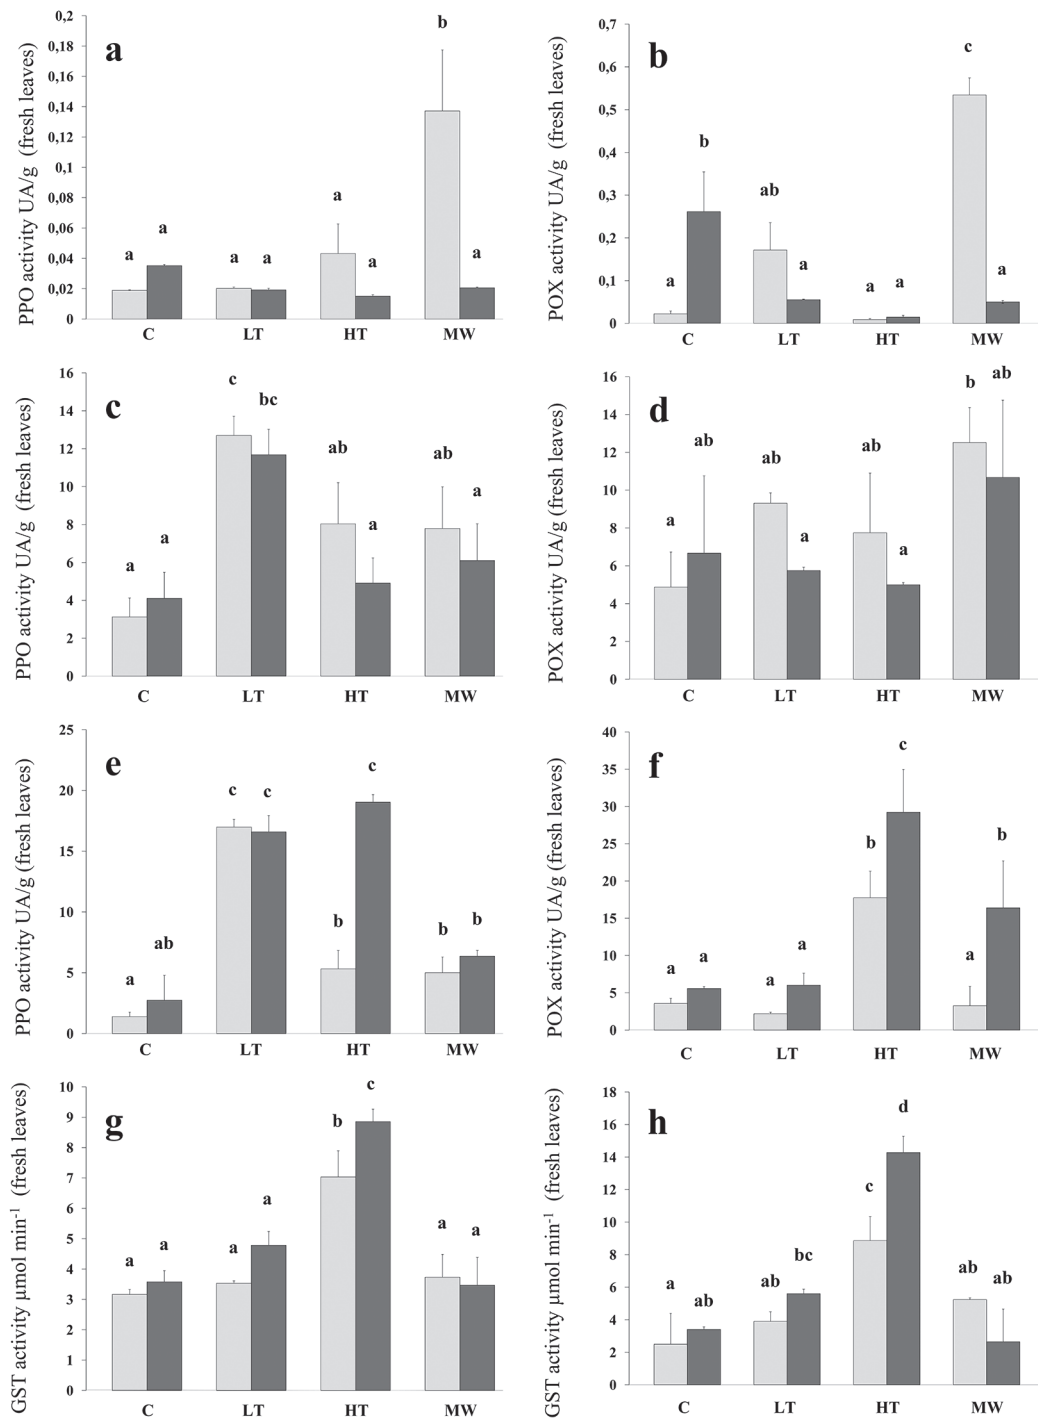 a
PPO activity UA/g (fresh leaves)
0,2
0,18
0,16
0,14
0,12
0,1
0,08
0,06
0,04
0,02
0
a a a a a a b a
C LT HT MW
b
POX activity UA/g (fresh leaves)
0,7
0,6
0,5
0,4
0,3
0,2
0,1
0
a b ab a a a c a
C LT HT MW
c
PPO activity UA/g (fresh leaves)
16
14
12
10
8
6
4
2
0
a a c bc ab a ab a
C LT HT MW
d
POX activity UA/g (fresh leaves)
16
14
12
10
8
6
4
2
0
a ab ab a ab a b ab
C LT HT MW
e
PPO activity UA/g (fresh leaves)
25
20
15
10
5
0
a ab c c b c b b
C LT HT MW
f
POX activity UA/g (fresh leaves)
40
35
30
25
20
15
10
5
0
a a a a b c a b
C LT HT MW
g
GST activity µmol min⁻¹ (fresh leaves)
10
9
8
7
6
5
4
3
2
1
0
a a a a b c a a
C LT HT MW
h
GST activity µmol min⁻¹ (fresh leaves)
18
16
14
12
10
8
6
4
2
0
a ab ab bc c d ab ab
C LT HT MW